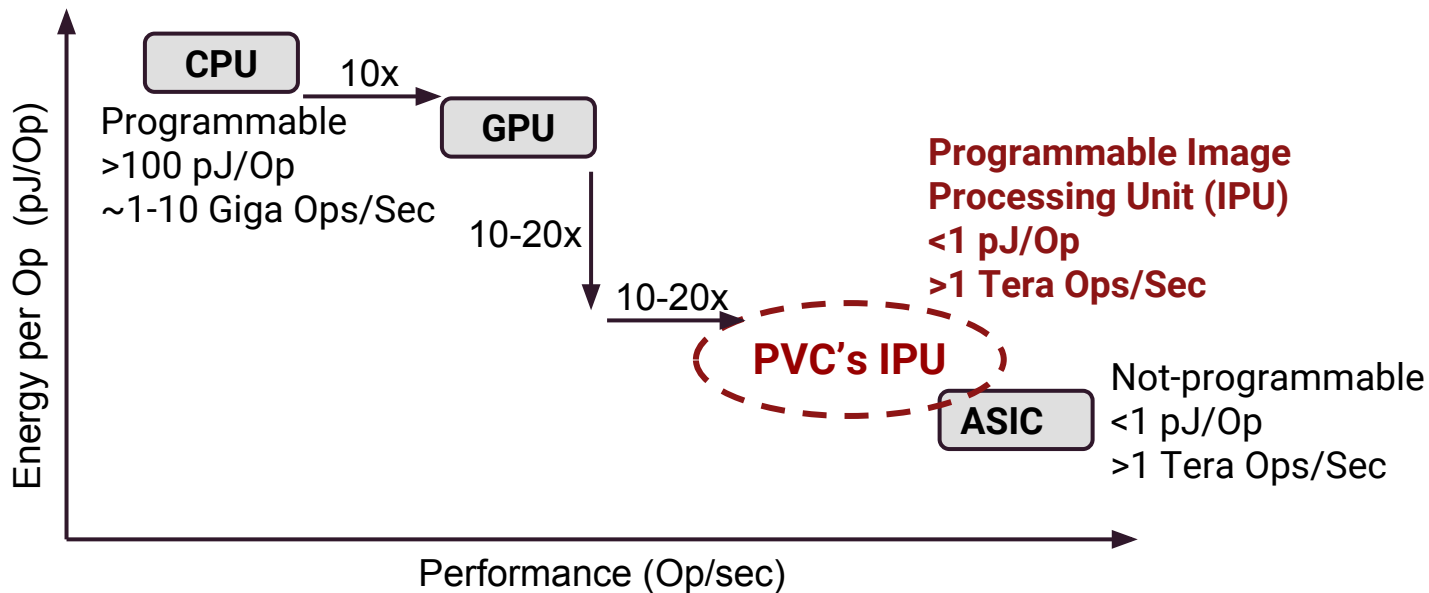 Energy per Op (pJ/Op)
CPU
10x
GPU
Programmable
>100 pJ/Op
~1-10 Giga Ops/Sec
10-20x
10-20x
Programmable Image
Processing Unit (IPU)
<1 pJ/Op
>1 Tera Ops/Sec
PVC’s IPU
ASIC
Not-programmable
<1 pJ/Op
>1 Tera Ops/Sec
Performance (Op/sec)